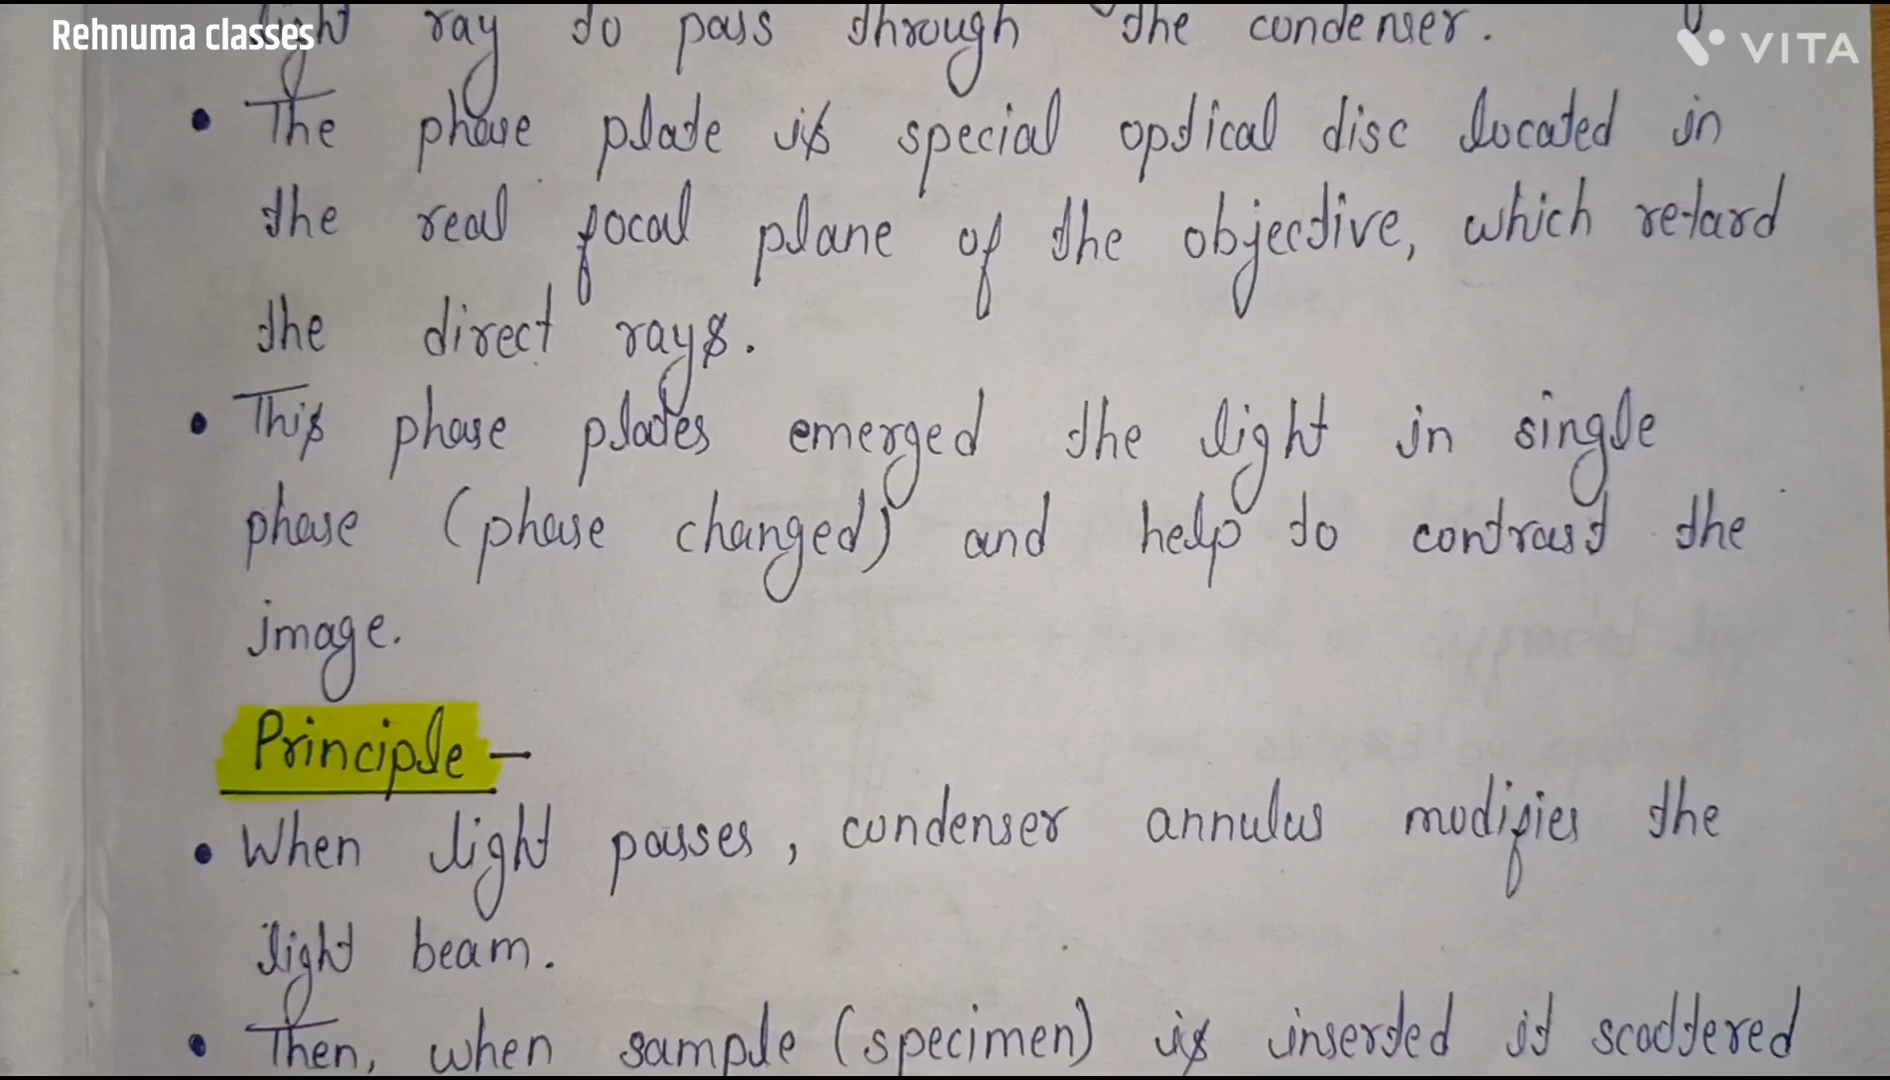 Rehnuma classes
VITA
light ray to pass through the condenser.
• The phase plate is special optical disc located in
the real focal plane of the objective, which retard
the direct rays.
• This phase plates emerged the light in single
phase (phase changed) and help to contrast the
image.
Principle —
• When light passes, condenser annulus modifies the
light beam.
• Then, when sample (specimen) is inserted it scattered